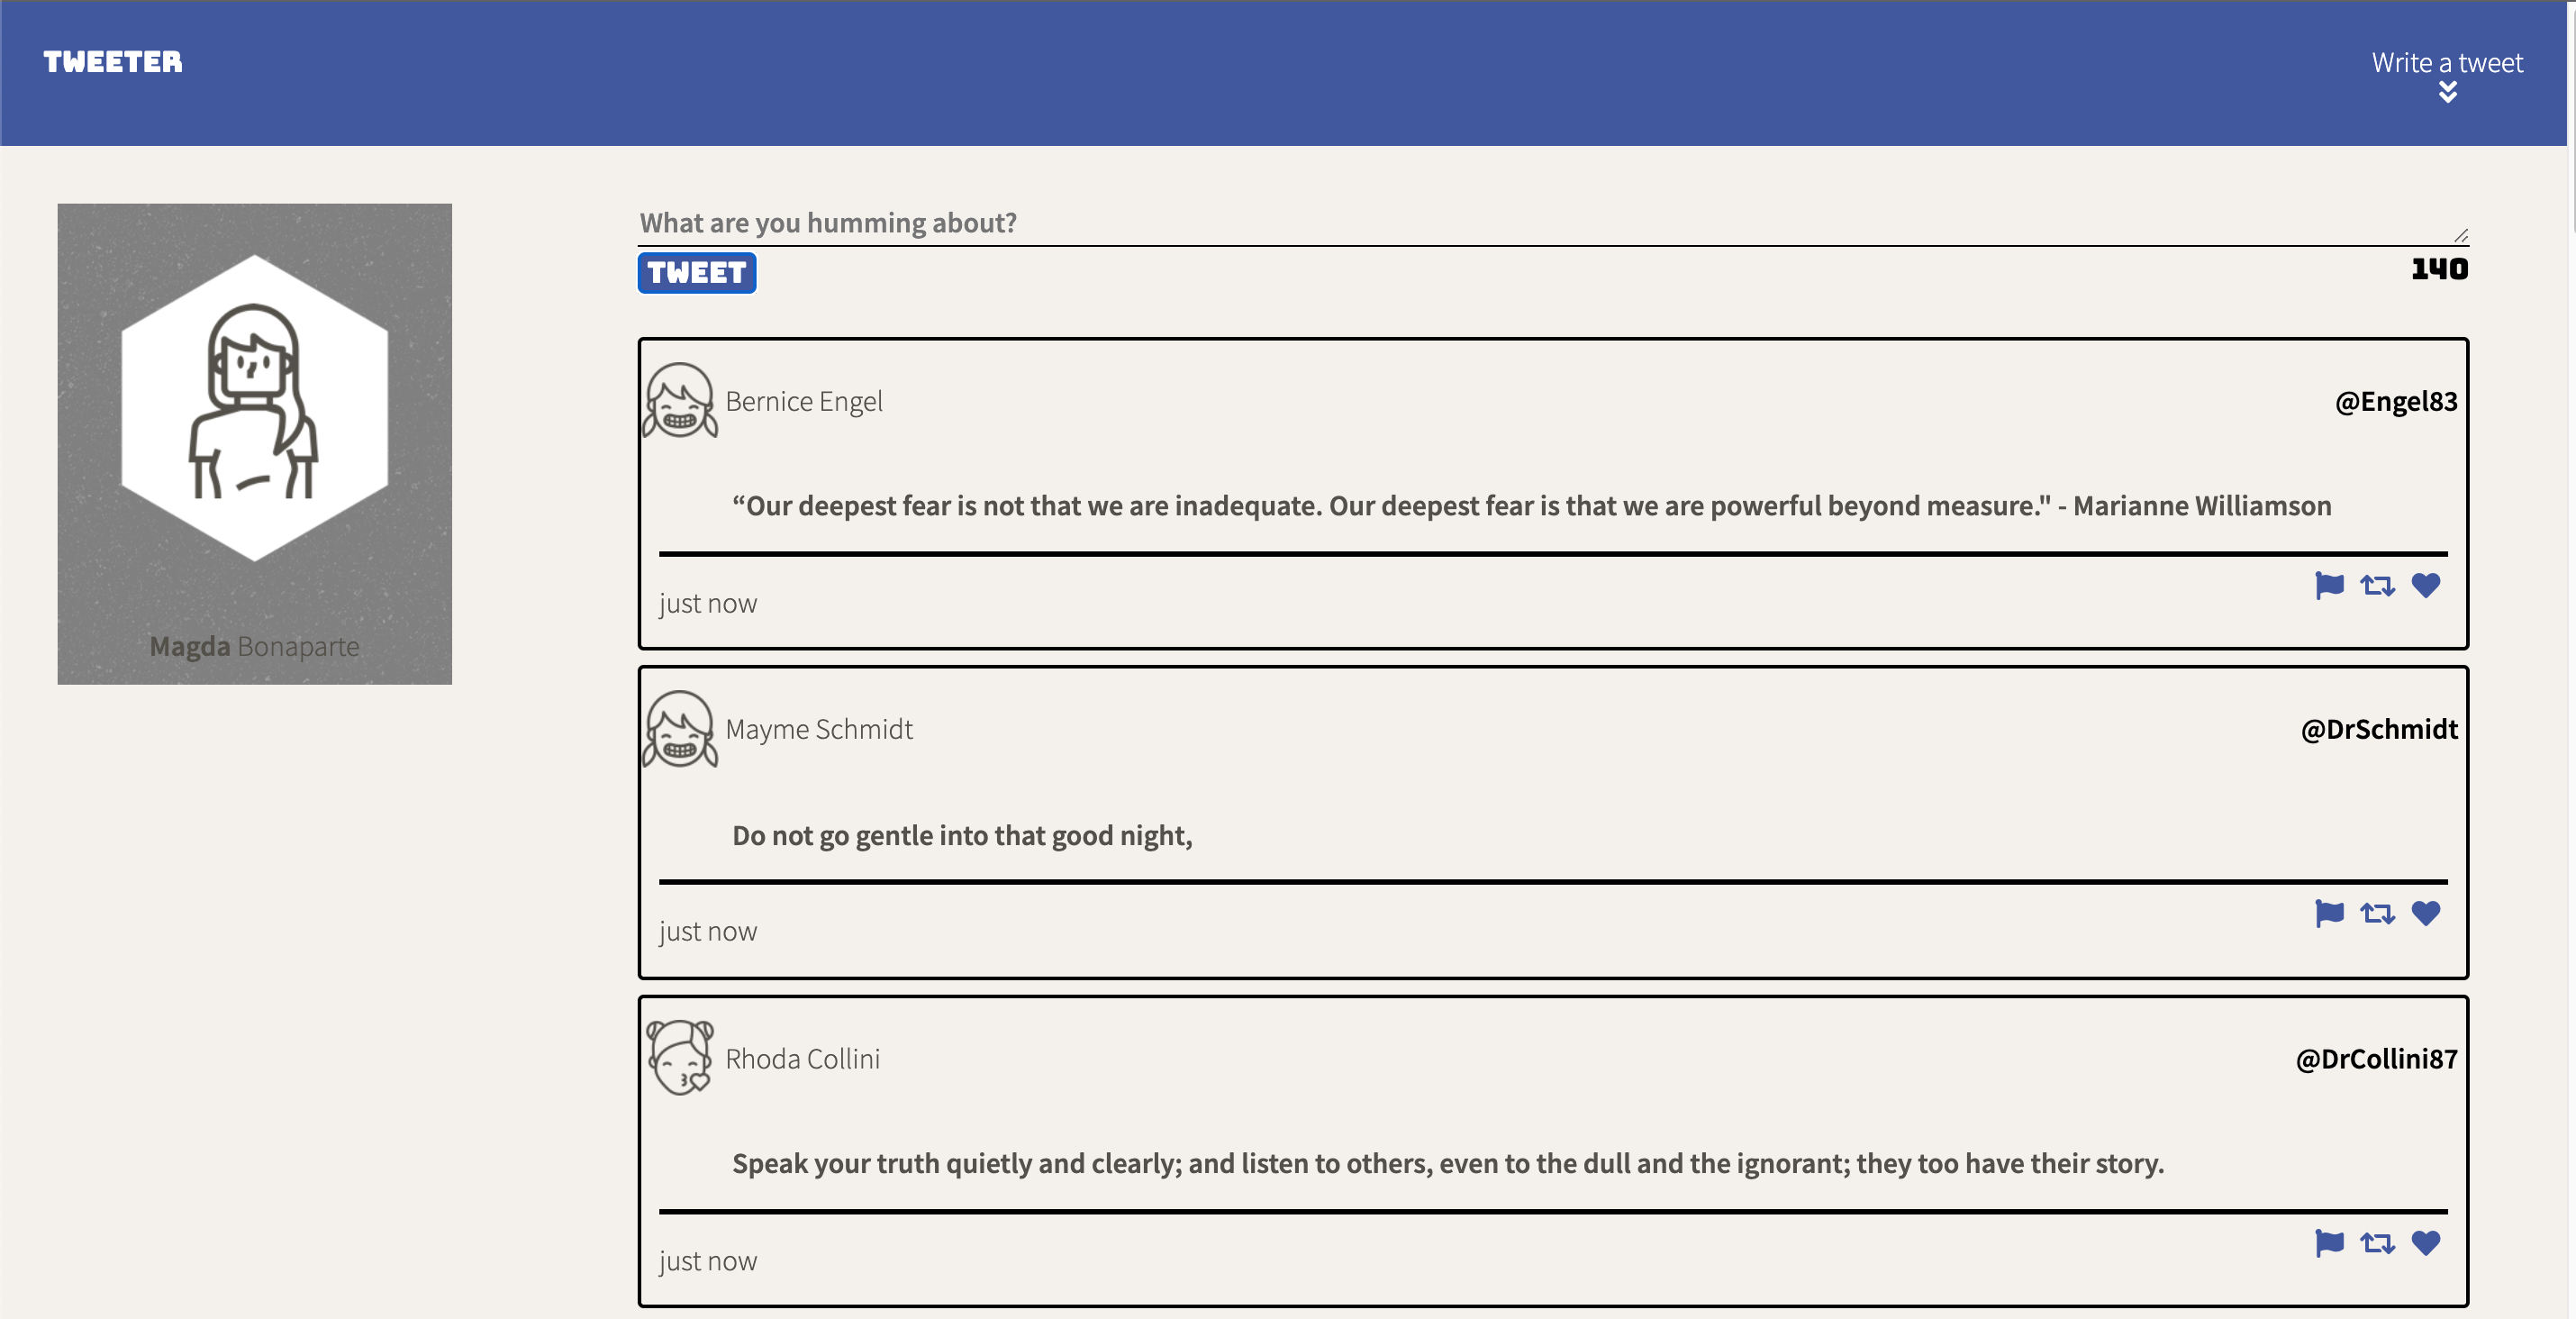 TWEETER
Write a tweet
Magda Bonaparte
What are you humming about?
TWEET
140
Bernice Engel
@Engel83
“Our deepest fear is not that we are inadequate. Our deepest fear is that we are powerful beyond measure." - Marianne Williamson
just now
Mayme Schmidt
@DrSchmidt
Do not go gentle into that good night,
just now
Rhoda Collini
@DrCollini87
Speak your truth quietly and clearly; and listen to others, even to the dull and the ignorant; they too have their story.
just now